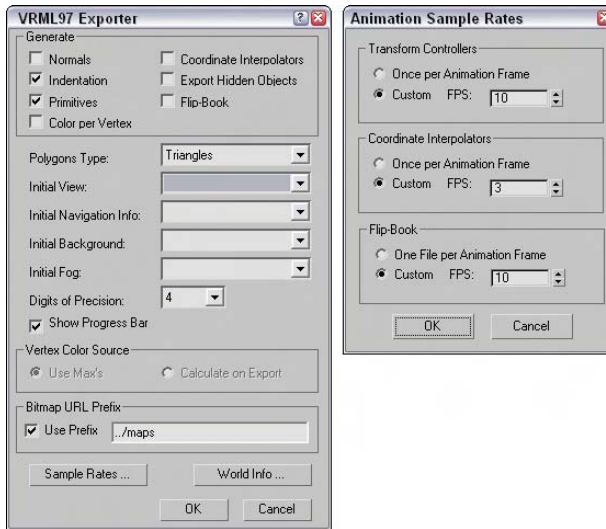 VRML97 Exporter
Generate
Normals
Coordinate Interpolators
Indentation
Export Hidden Objects
Primitives
Flip-Book
Color per Vertex
Polygons Type:
Triangles
Initial View:
Initial Navigation Info:
Initial Background:
Initial Fog:
Digits of Precision:
4
Show Progress Bar
Vertex Color Source
Use Max's
Calculate on Export
Bitmap URL Prefix
Use Prefix
../maps
Sample Rates ...
World Info ...
OK
Cancel
Animation Sample Rates
Transform Controllers
Once per Animation Frame
Custom FPS: 10
Coordinate Interpolators
Once per Animation Frame
Custom FPS: 3
Flip-Book
One File per Animation Frame
Custom FPS: 10
OK
Cancel